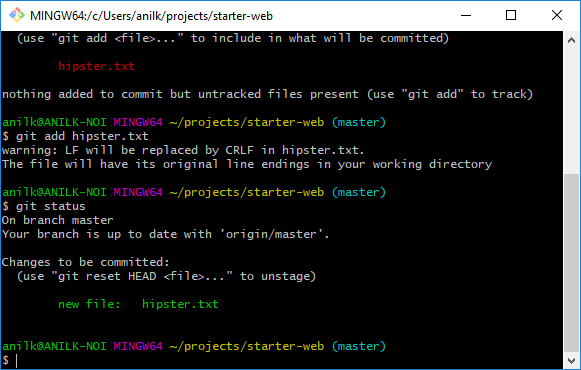 MINGW64:/c/Users/anilk/projects/starter-web
(use "git add <file>..." to include in what will be committed)
hipster.txt
nothing added to commit but untracked files present (use "git add" to track)
anilk@ANILK-NOI MINGW64 ~/projects/starter-web (master)
$ git add hipster.txt
warning: LF will be replaced by CRLF in hipster.txt.
The file will have its original line endings in your working directory
anilk@ANILK-NOI MINGW64 ~/projects/starter-web (master)
$ git status
On branch master
Your branch is up to date with 'origin/master'.
Changes to be committed:
(use "git reset HEAD <file>..." to unstage)
new file:   hipster.txt
anilk@ANILK-NOI MINGW64 ~/projects/starter-web (master)
$